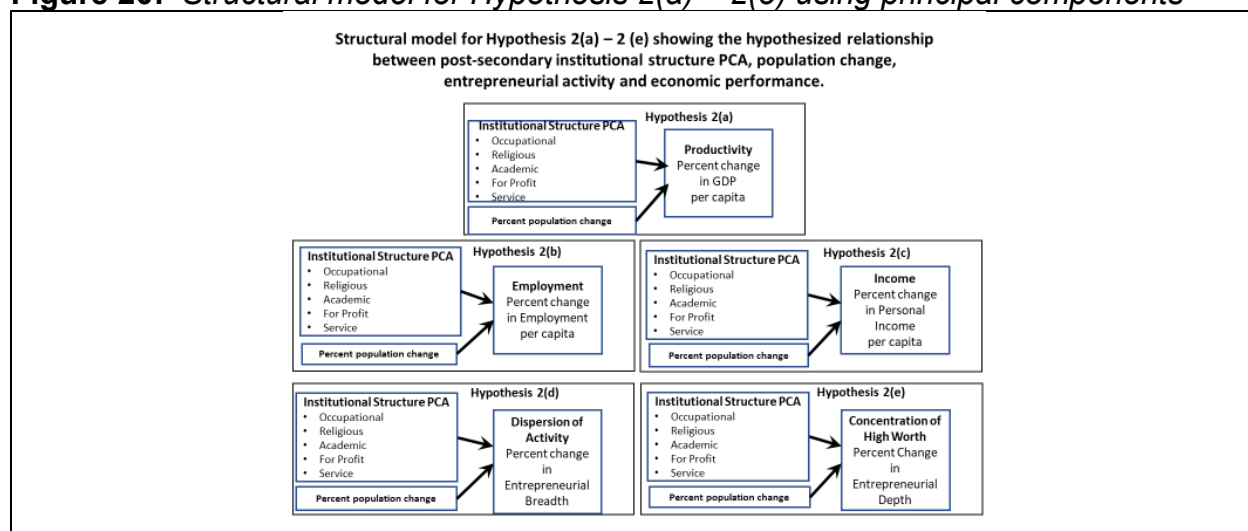 Figure 20: Structural model for Hypothesis 2(a) – 2(e) using principal components
Structural model for Hypothesis 2(a) – 2 (e) showing the hypothesized relationship
between post-secondary institutional structure PCA, population change,
entrepreneurial activity and economic performance.
Hypothesis 2(a)
Institutional Structure PCA
• Occupational
• Religious
• Academic
• For Profit
• Service
Percent population change
Productivity
Percent change
in GDP
per capita
Hypothesis 2(b)
Institutional Structure PCA
• Occupational
• Religious
• Academic
• For Profit
• Service
Percent population change
Employment
Percent change
in Employment
per capita
Hypothesis 2(c)
Institutional Structure PCA
• Occupational
• Religious
• Academic
• For Profit
• Service
Percent population change
Income
Percent change
in Personal
Income
per capita
Hypothesis 2(d)
Institutional Structure PCA
• Occupational
• Religious
• Academic
• For Profit
• Service
Percent population change
Dispersion of
Activity
Percent change
in
Entrepreneurial
Breadth
Hypothesis 2(e)
Institutional Structure PCA
• Occupational
• Religious
• Academic
• For Profit
• Service
Percent population change
Concentration of
High Worth
Percent Change
in
Entrepreneurial
Depth